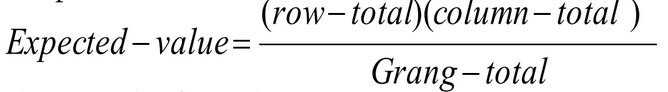 (row–total)(column–total )
Expected–value=
Grang–total